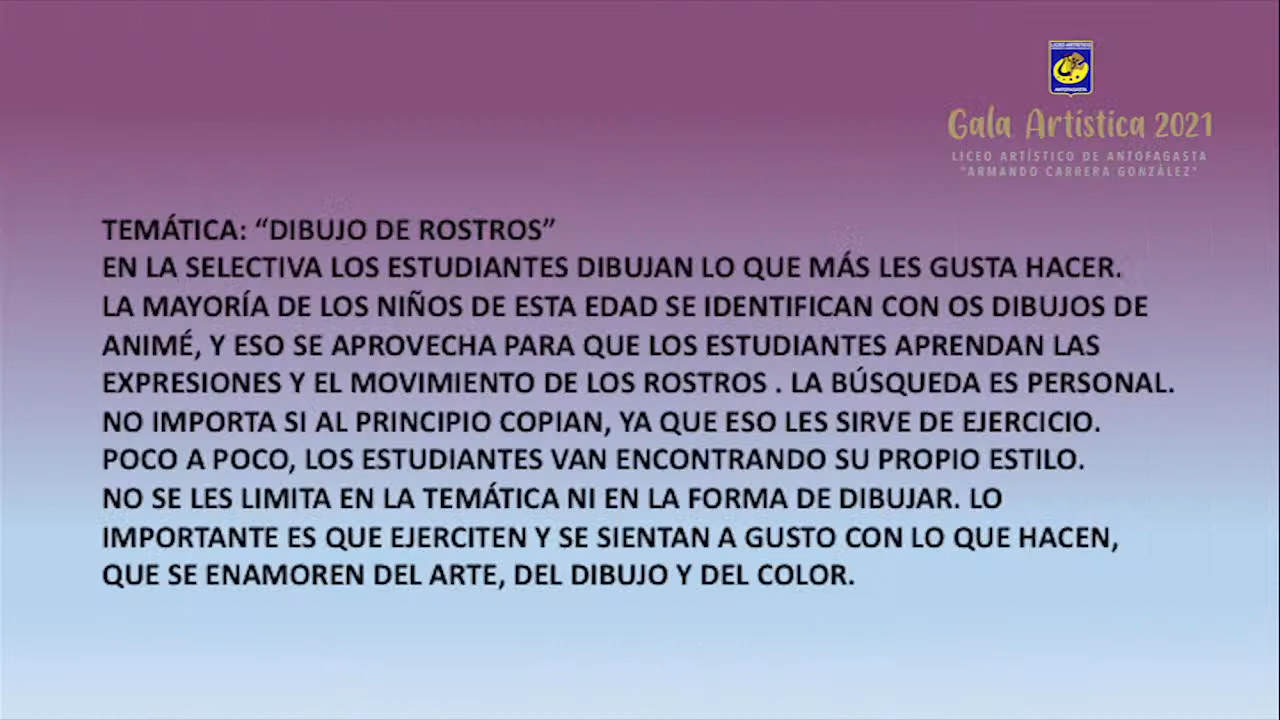 LICEO ARTÍSTICO
ANTOFAGASTA
Gala Artística 2021
LICEO ARTÍSTICO DE ANTOFAGASTA
"ARMANDO CARRERA GONZÁLEZ"
TEMÁTICA: “DIBUJO DE ROSTROS”
EN LA SELECTIVA LOS ESTUDIANTES DIBUJAN LO QUE MÁS LES GUSTA HACER.
LA MAYORÍA DE LOS NIÑOS DE ESTA EDAD SE IDENTIFICAN CON OS DIBUJOS DE
ANIMÉ, Y ESO SE APROVECHA PARA QUE LOS ESTUDIANTES APRENDAN LAS
EXPRESIONES Y EL MOVIMIENTO DE LOS ROSTROS . LA BÚSQUEDA ES PERSONAL.
NO IMPORTA SI AL PRINCIPIO COPIAN, YA QUE ESO LES SIRVE DE EJERCICIO.
POCO A POCO, LOS ESTUDIANTES VAN ENCONTRANDO SU PROPIO ESTILO.
NO SE LES LIMITA EN LA TEMÁTICA NI EN LA FORMA DE DIBUJAR. LO
IMPORTANTE ES QUE EJERCITEN Y SE SIENTAN A GUSTO CON LO QUE HACEN,
QUE SE ENAMOREN DEL ARTE, DEL DIBUJO Y DEL COLOR.